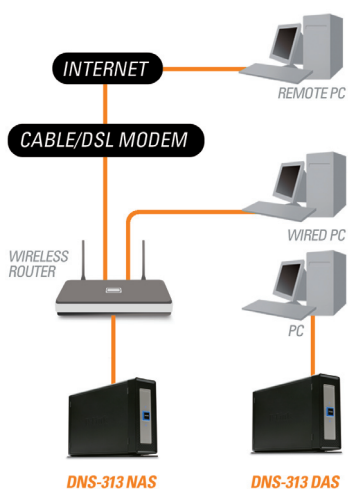 INTERNET
REMOTE PC
CABLE/DSL MODEM
WIRED PC
WIRELESS
ROUTER
PC
DNS-313 NAS
DNS-313 DAS